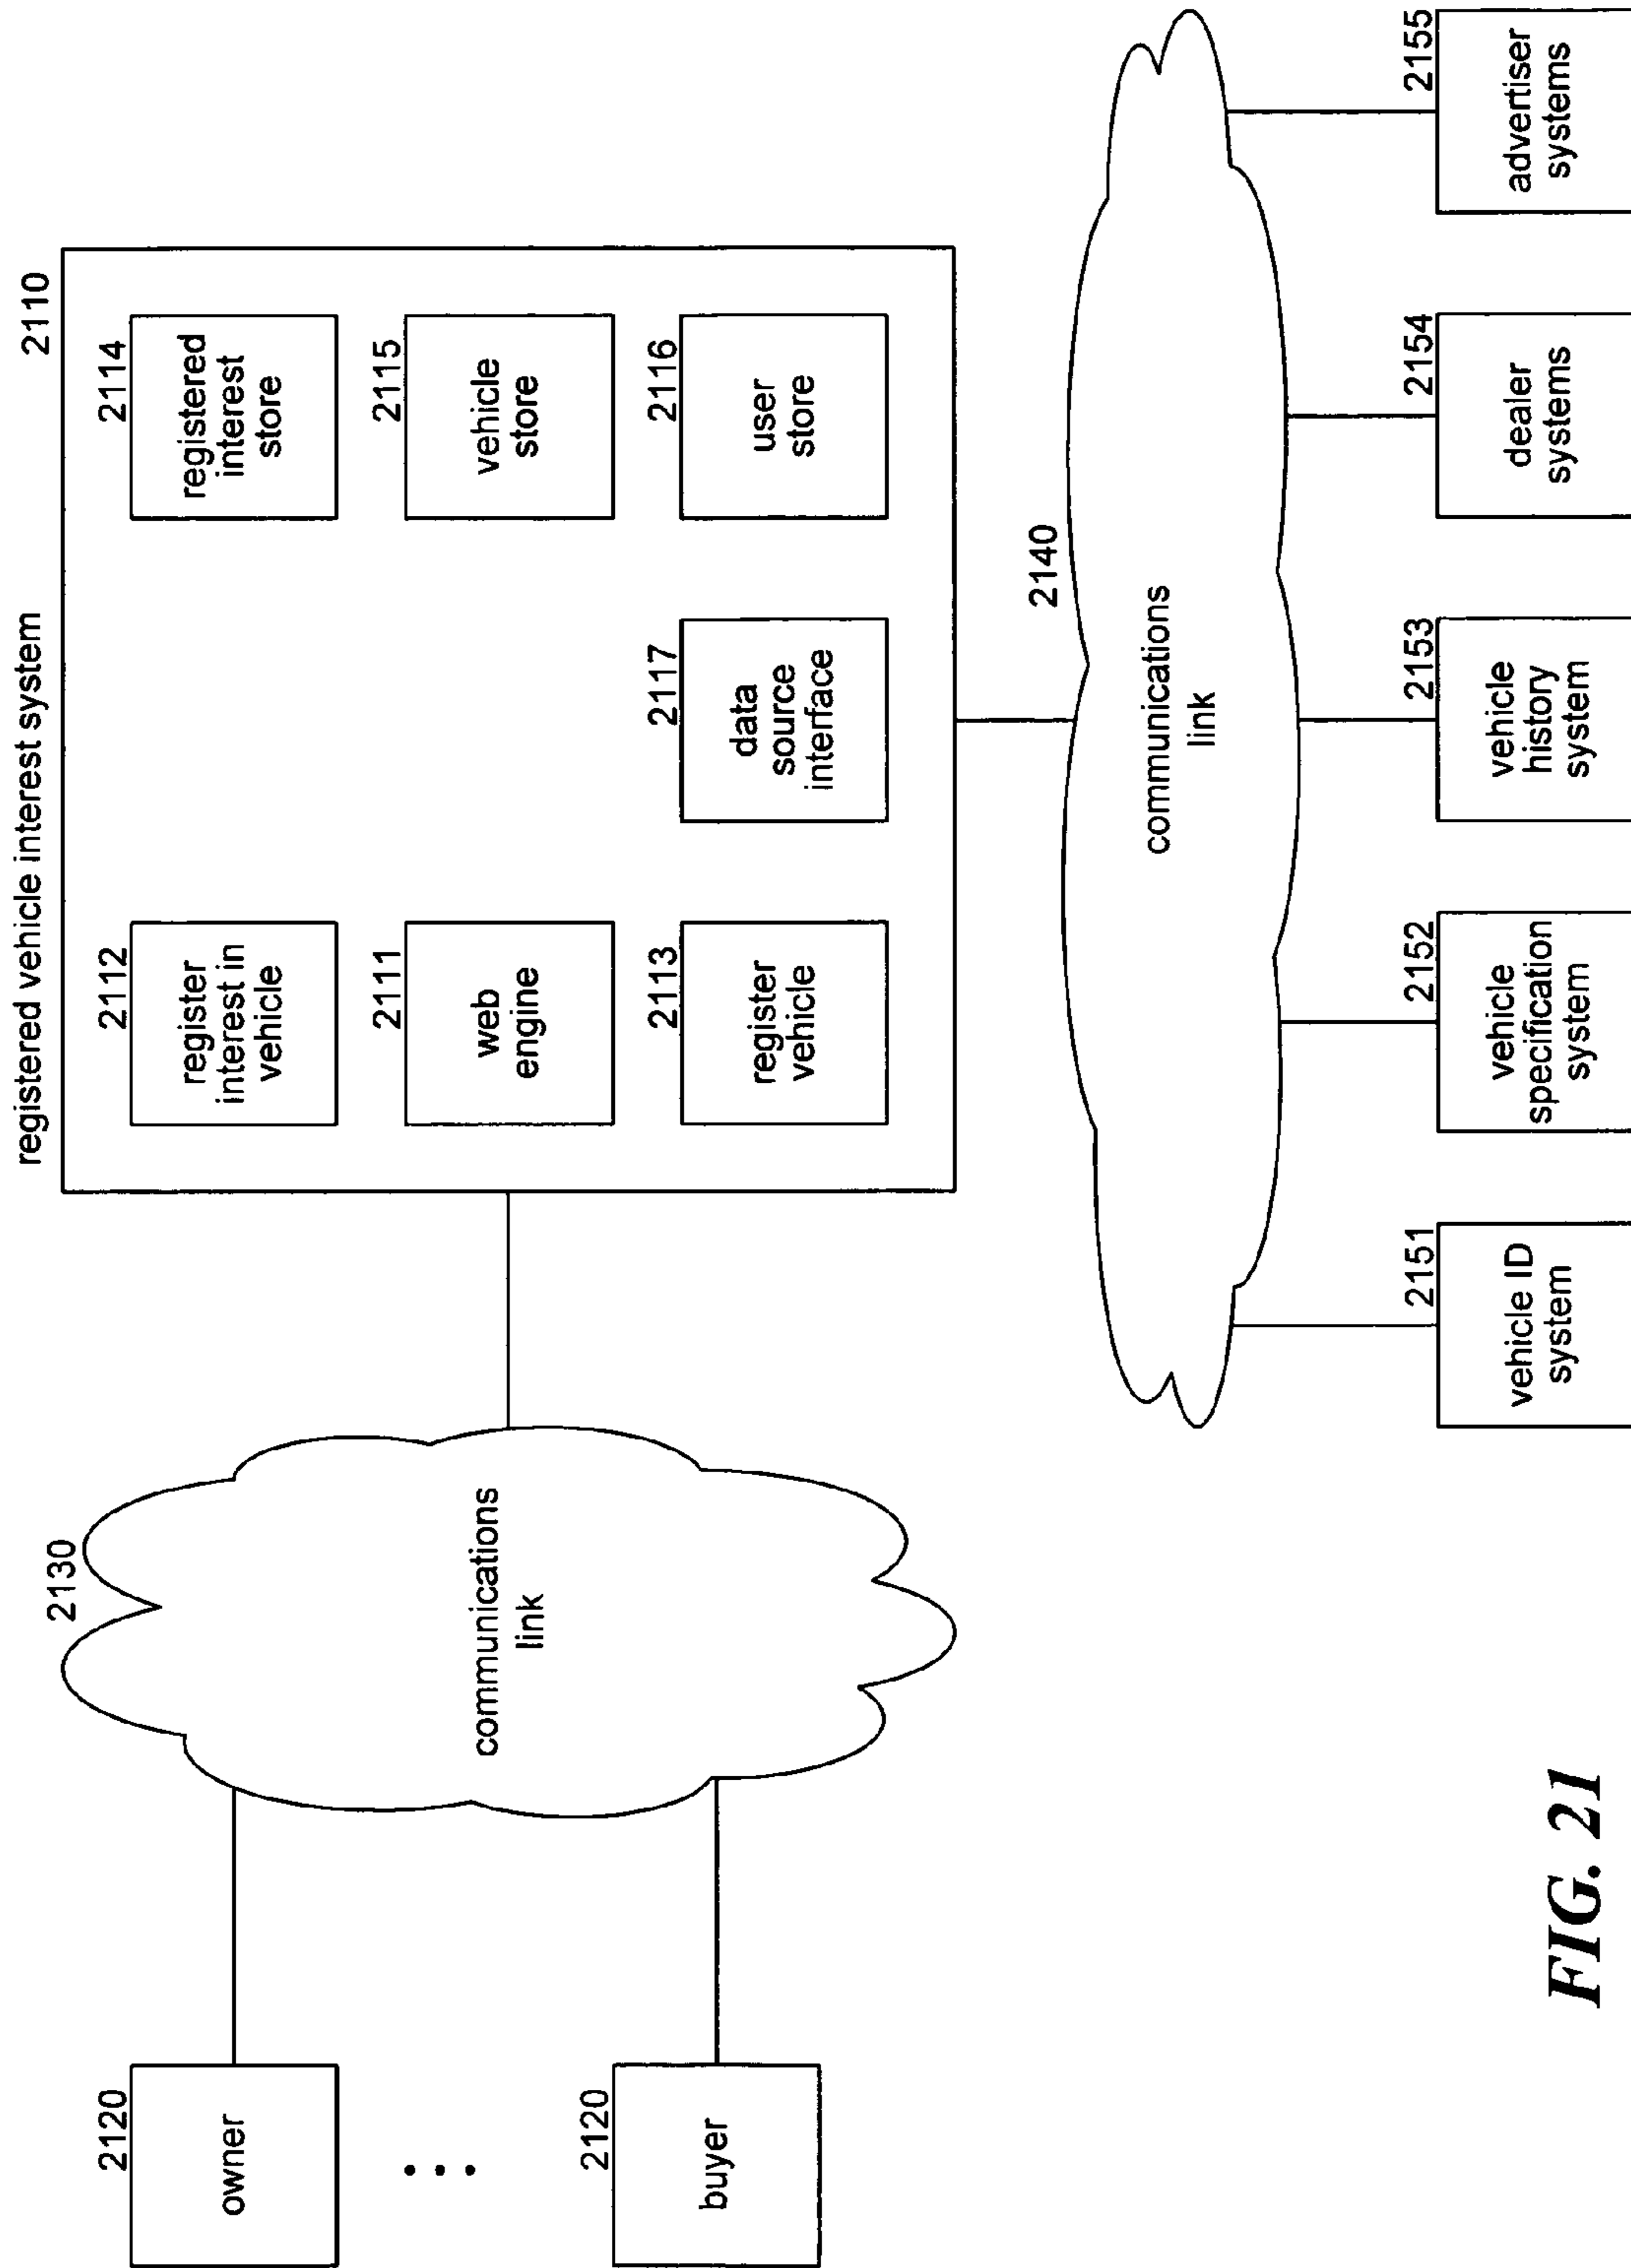 registered vehicle interest system
2110
2120
owner
2120
buyer
2130
communications
link
2112
register
interest in
vehicle
2111
web
engine
2113
register
vehicle
2117
data
source
interface
2114
registered
interest
store
2115
vehicle
store
2116
user
store
2140
communications
link
2151
vehicle ID
system
2152
vehicle
specification
system
2153
vehicle
history
system
2154
dealer
systems
2155
advertiser
systems
FIG. 21